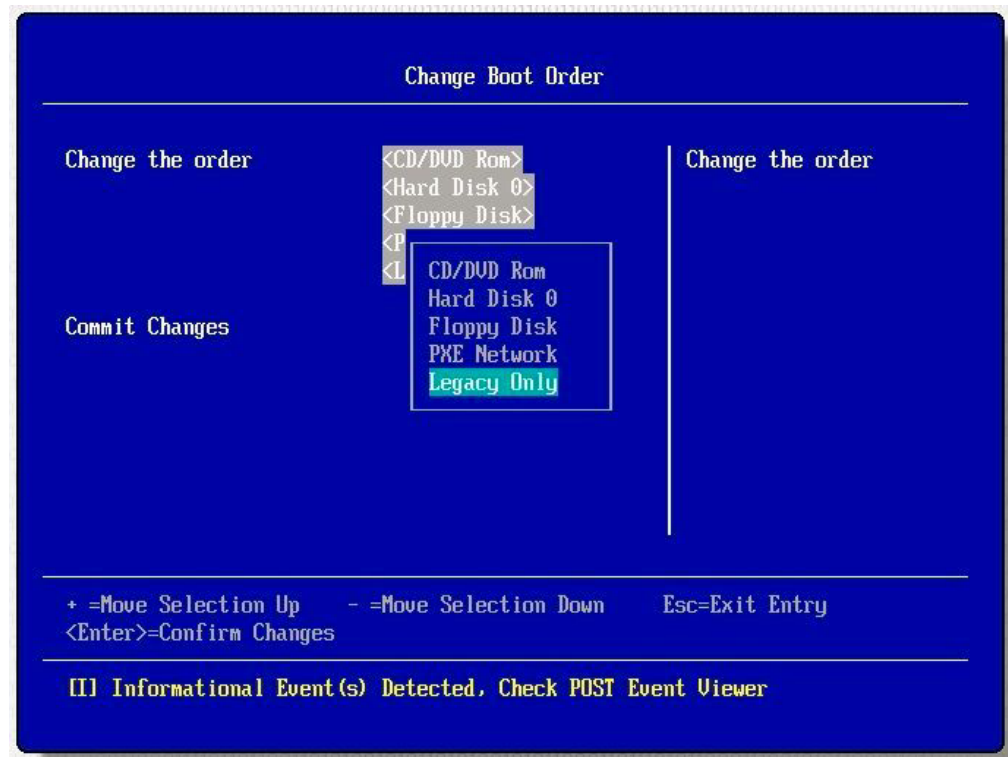 Change Boot Order
Change the order <CD/DVD Rom> Change the order
<Hard Disk 0>
<Floppy Disk>
<P
<L CD/DVD Rom
Hard Disk 0
Commit Changes Floppy Disk
PXE Network
Legacy Only
+ =Move Selection Up - =Move Selection Down Esc=Exit Entry
<Enter>=Confirm Changes
[I] Informational Event(s) Detected, Check POST Event Viewer